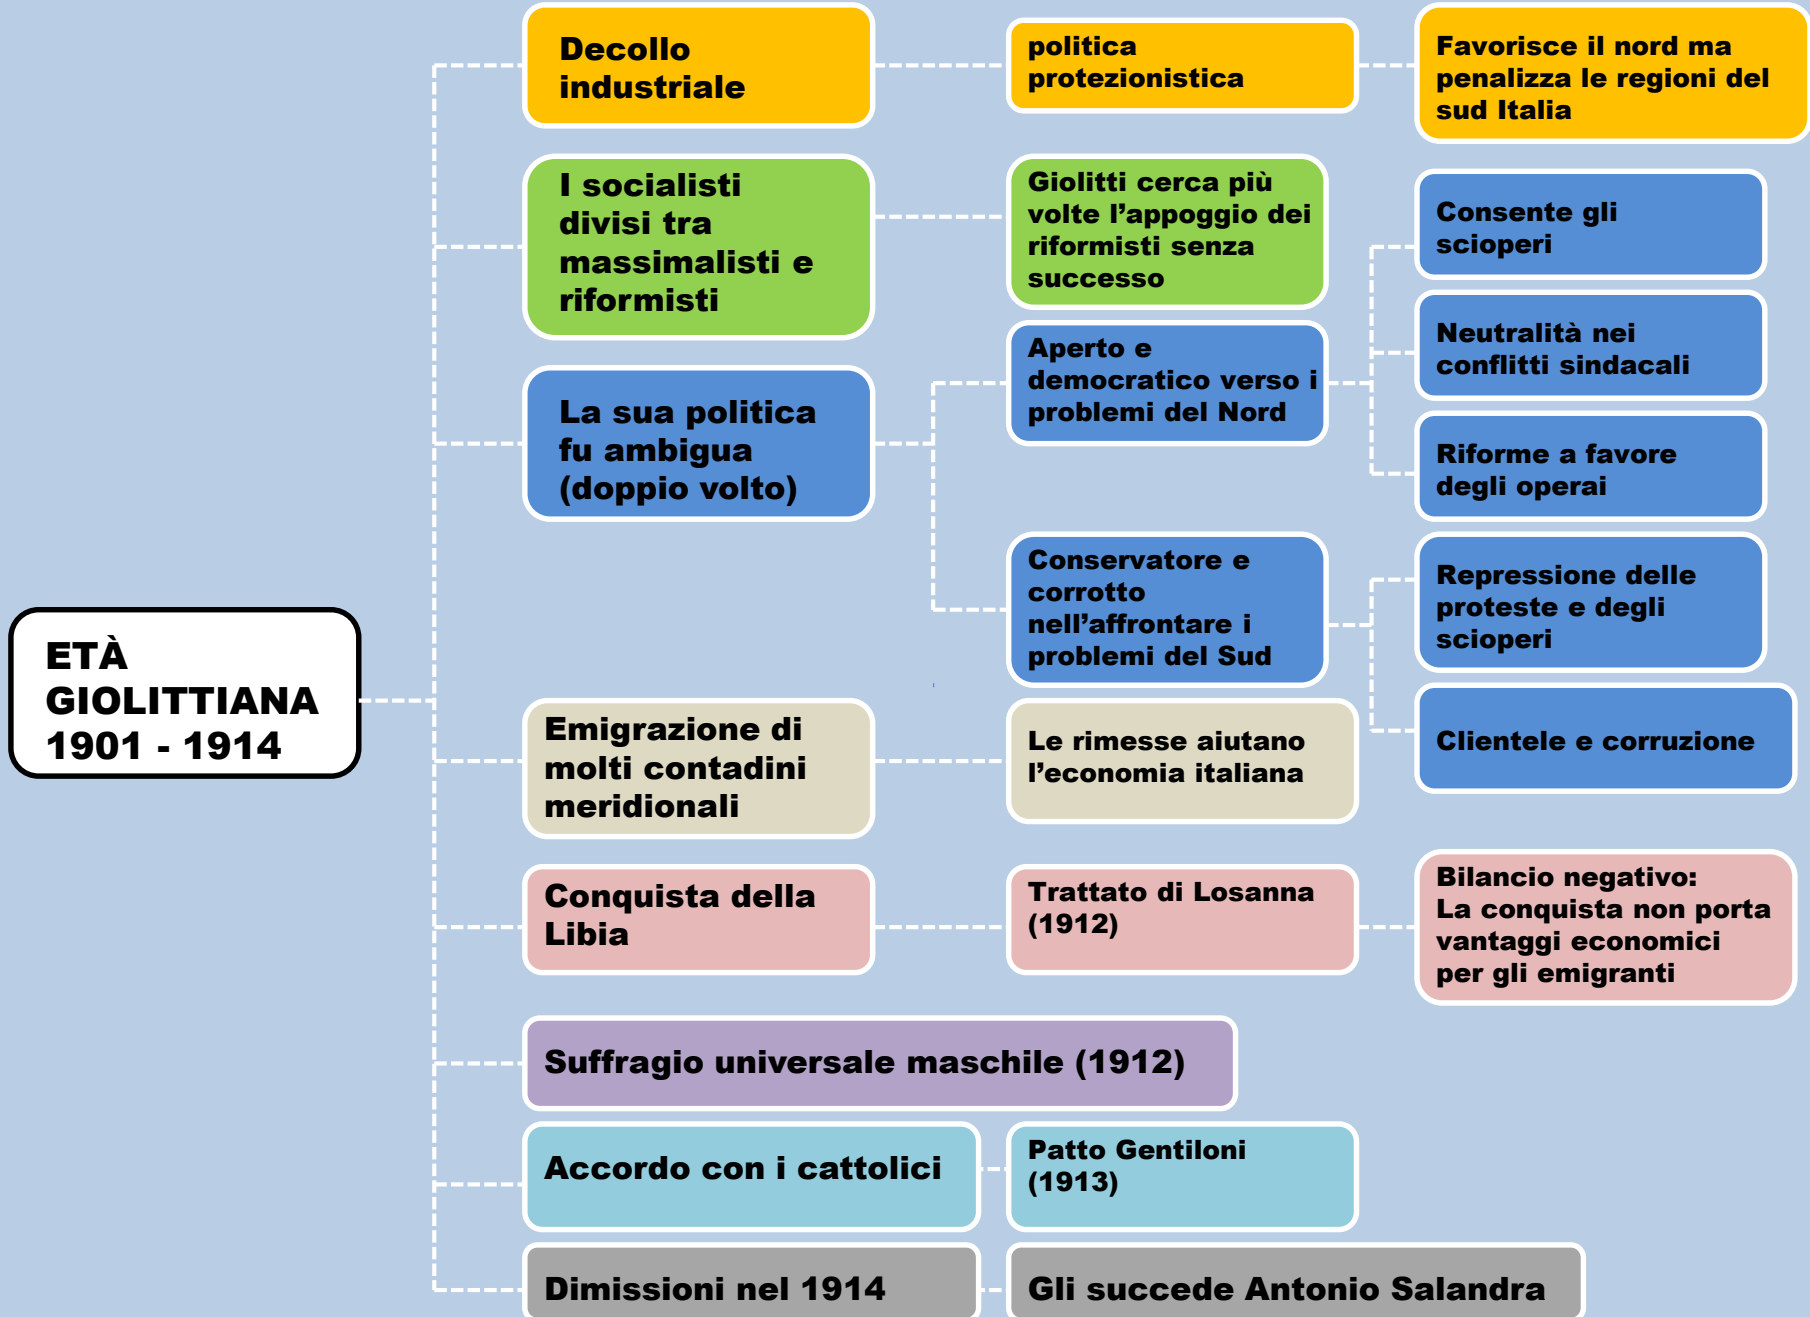 ETÀ
GIOLITTIANA
1901 - 1914
Decollo
industriale
politica
protezionistica
Favorisce il nord ma
penalizza le regioni del
sud Italia
I socialisti
divisi tra
massimalisti e
riformisti
Giolitti cerca più
volte l’appoggio dei
riformisti senza
successo
La sua politica
fu ambigua
(doppio volto)
Aperto e
democratico verso i
problemi del Nord
Consente gli
scioperi
Neutralità nei
conflitti sindacali
Riforme a favore
degli operai
Conservatore e
corrotto
nell’affrontare i
problemi del Sud
Repressione delle
proteste e degli
scioperi
Clientele e corruzione
Emigrazione di
molti contadini
meridionali
Le rimesse aiutano
l’economia italiana
Conquista della
Libia
Trattato di Losanna
(1912)
Bilancio negativo:
La conquista non porta
vantaggi economici
per gli emigranti
Suffragio universale maschile (1912)
Accordo con i cattolici
Patto Gentiloni
(1913)
Dimissioni nel 1914
Gli succede Antonio Salandra